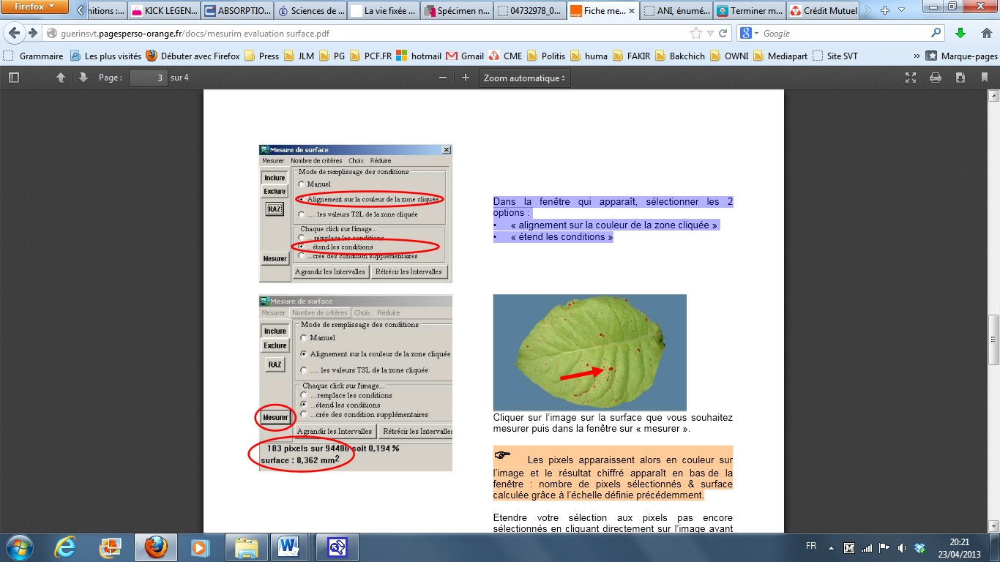 Firefox
nitions :...
KICK LEGEN...
ABSORPTIO...
Sciences de ...
La vie fixée ...
Spécimen n...
04732978_0...
Fiche me...
ANI, énumé...
Terminer m...
Crédit Mutuel
guerinsvt.pagesperso-orange.fr/docs/mesurim evaluation surface.pdf
Google
Grammaire
Les plus visités
Débuter avec Firefox
Press
JLM
PG
PCF.FR
hotmail
Gmail
CME
Politis
huma
FAKIR
Bakchich
OWNI
Mediapart
Site SVT
»
Marque-pages
Page : 3 sur 4
Zoom automatique
Mesure de surface
Mesurer Nombre de critères Choix Réduire
Mode de remplissage des conditions
Inclure
Manuel
Exclure
Alignement sur la couleur de la zone cliquée
RAZ
..... les valeurs TSL de la zone cliquée
Chaque click sur l'image...
... remplace les conditions
...étend les conditions
...crée des condition supplémentaires
Mesurer
Agrandir les Intervalles
Rétrécir les Intervalles
Dans la fenêtre qui apparaît, sélectionner les 2
options :
• « alignement sur la couleur de la zone cliquée »
• « étend les conditions »
Mesure de surface
Mesurer Nombre de critères Choix Réduire
Mode de remplissage des conditions
Inclure
Manuel
Exclure
Alignement sur la couleur de la zone cliquée
RAZ
..... les valeurs TSL de la zone cliquée
Chaque click sur l'image...
... remplace les conditions
...étend les conditions
...crée des condition supplémentaires
Mesurer
Agrandir les Intervalles
Rétrécir les Intervalles
183 pixels sur 94486 soit 0,194 %
surface : 8,362 mm2
Cliquer sur l'image sur la surface que vous souhaitez
mesurer puis dans la fenêtre sur « mesurer ».
☞ Les pixels apparaissent alors en couleur sur
l'image et le résultat chiffré apparaît en bas de la
fenêtre : nombre de pixels sélectionnés & surface
calculée grâce à l'échelle définie précédemment.
Etendre votre sélection aux pixels pas encore
sélectionnés en cliquant directement sur l'image avant
FR
20:21
23/04/2013